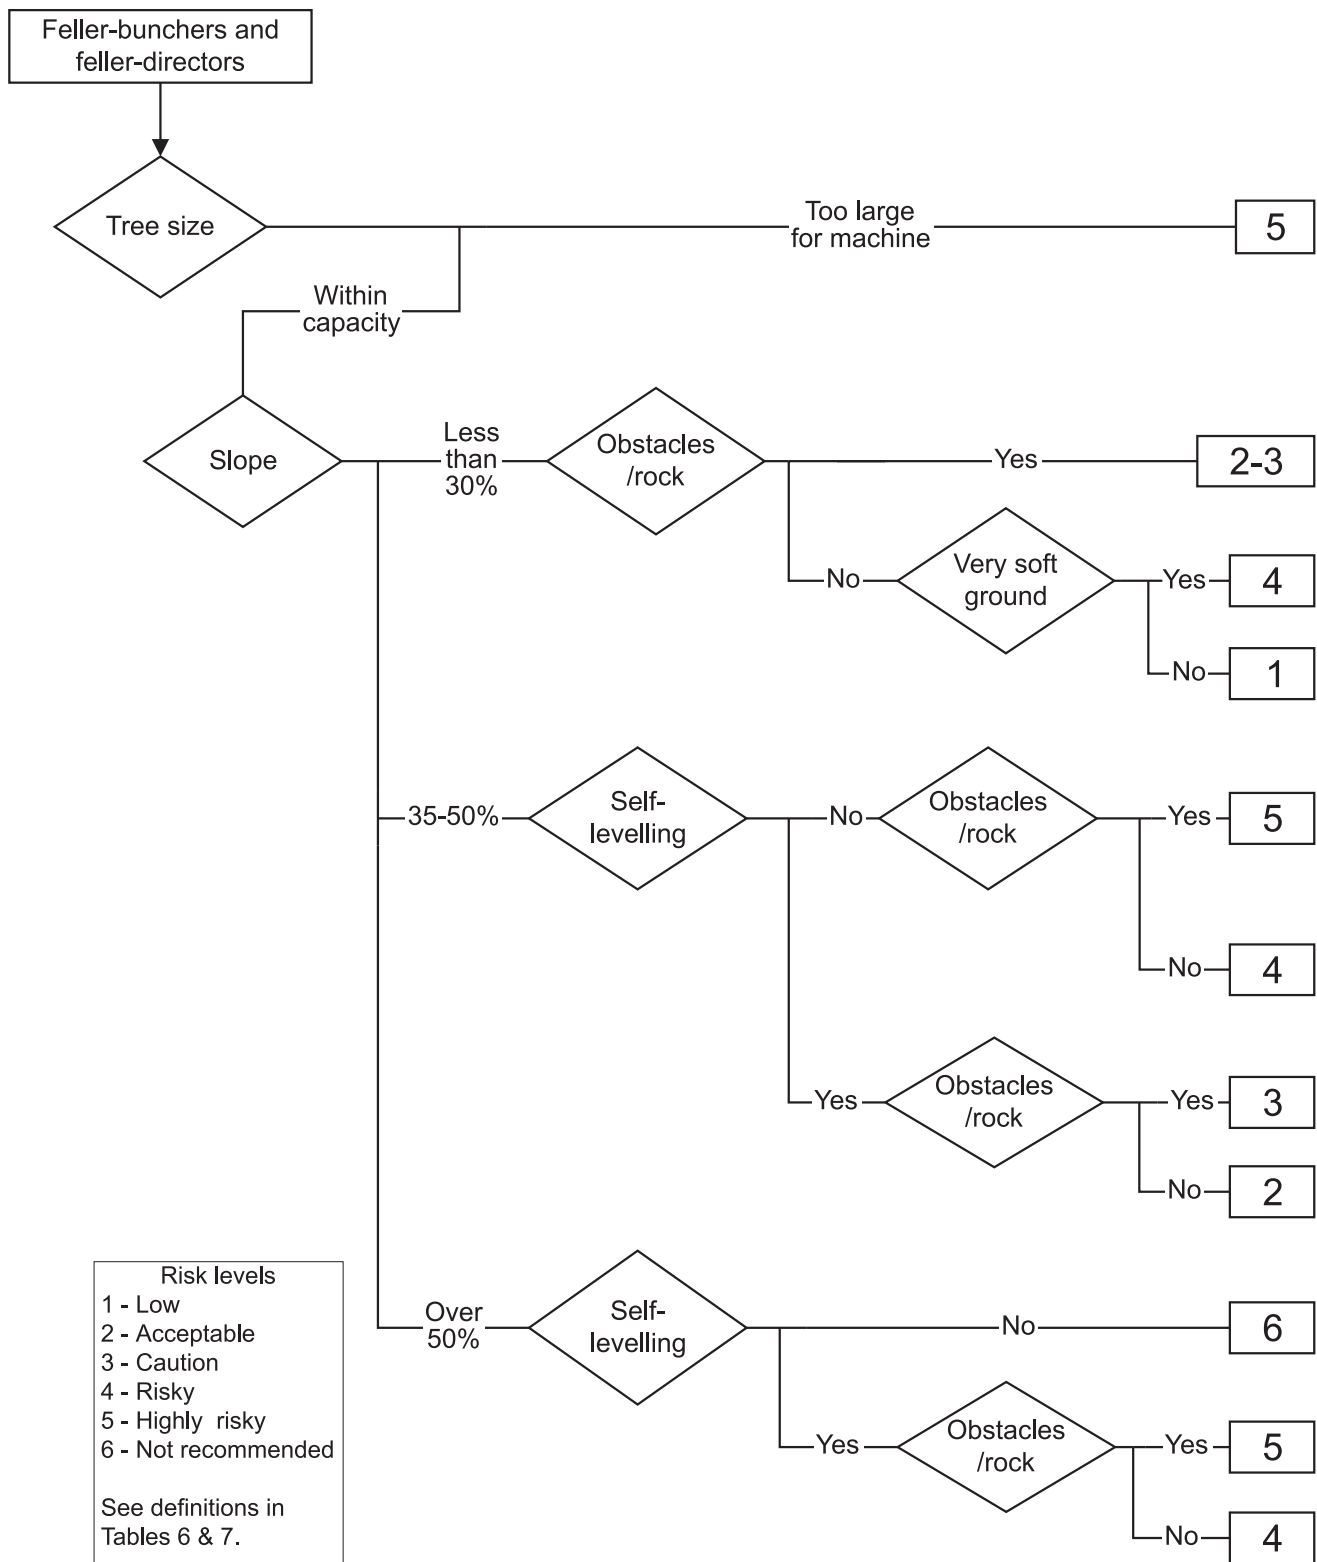 Feller-bunchers and
feller-directors
Tree size
Too large
for machine
5
Within
capacity
Slope
Less
than
30%
Obstacles
/rock
Yes
2-3
No
Very soft
ground
Yes
4
No
1
35-50%
Self-
levelling
No
Obstacles
/rock
Yes
5
No
4
Yes
Obstacles
/rock
Yes
3
No
2
Over
50%
Self-
levelling
No
6
Yes
Obstacles
/rock
Yes
5
No
4
Risk levels
1 - Low
2 - Acceptable
3 - Caution
4 - Risky
5 - Highly risky
6 - Not recommended
See definitions in
Tables 6 & 7.